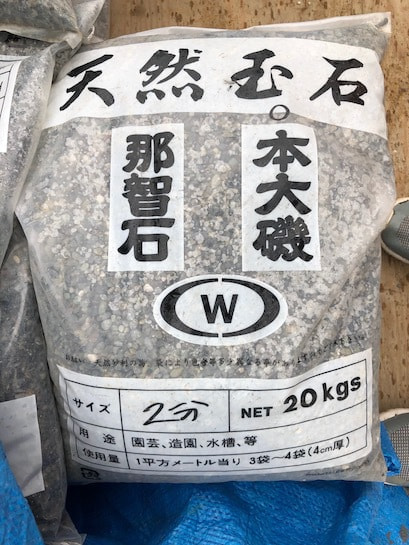 天然玉石
本大磯
那智石
W
サイズ 2分 NET 20kgs
用途 園芸、造園、水槽、等
使用量 1平方メートル当り 3袋〜4袋(4cm厚)